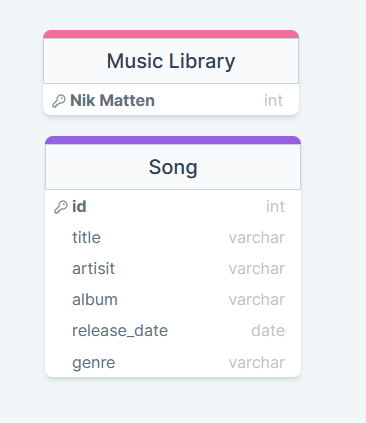 Music Library
Nik Matten int
Song
id int
title varchar
artisit varchar
album varchar
release_date date
genre varchar